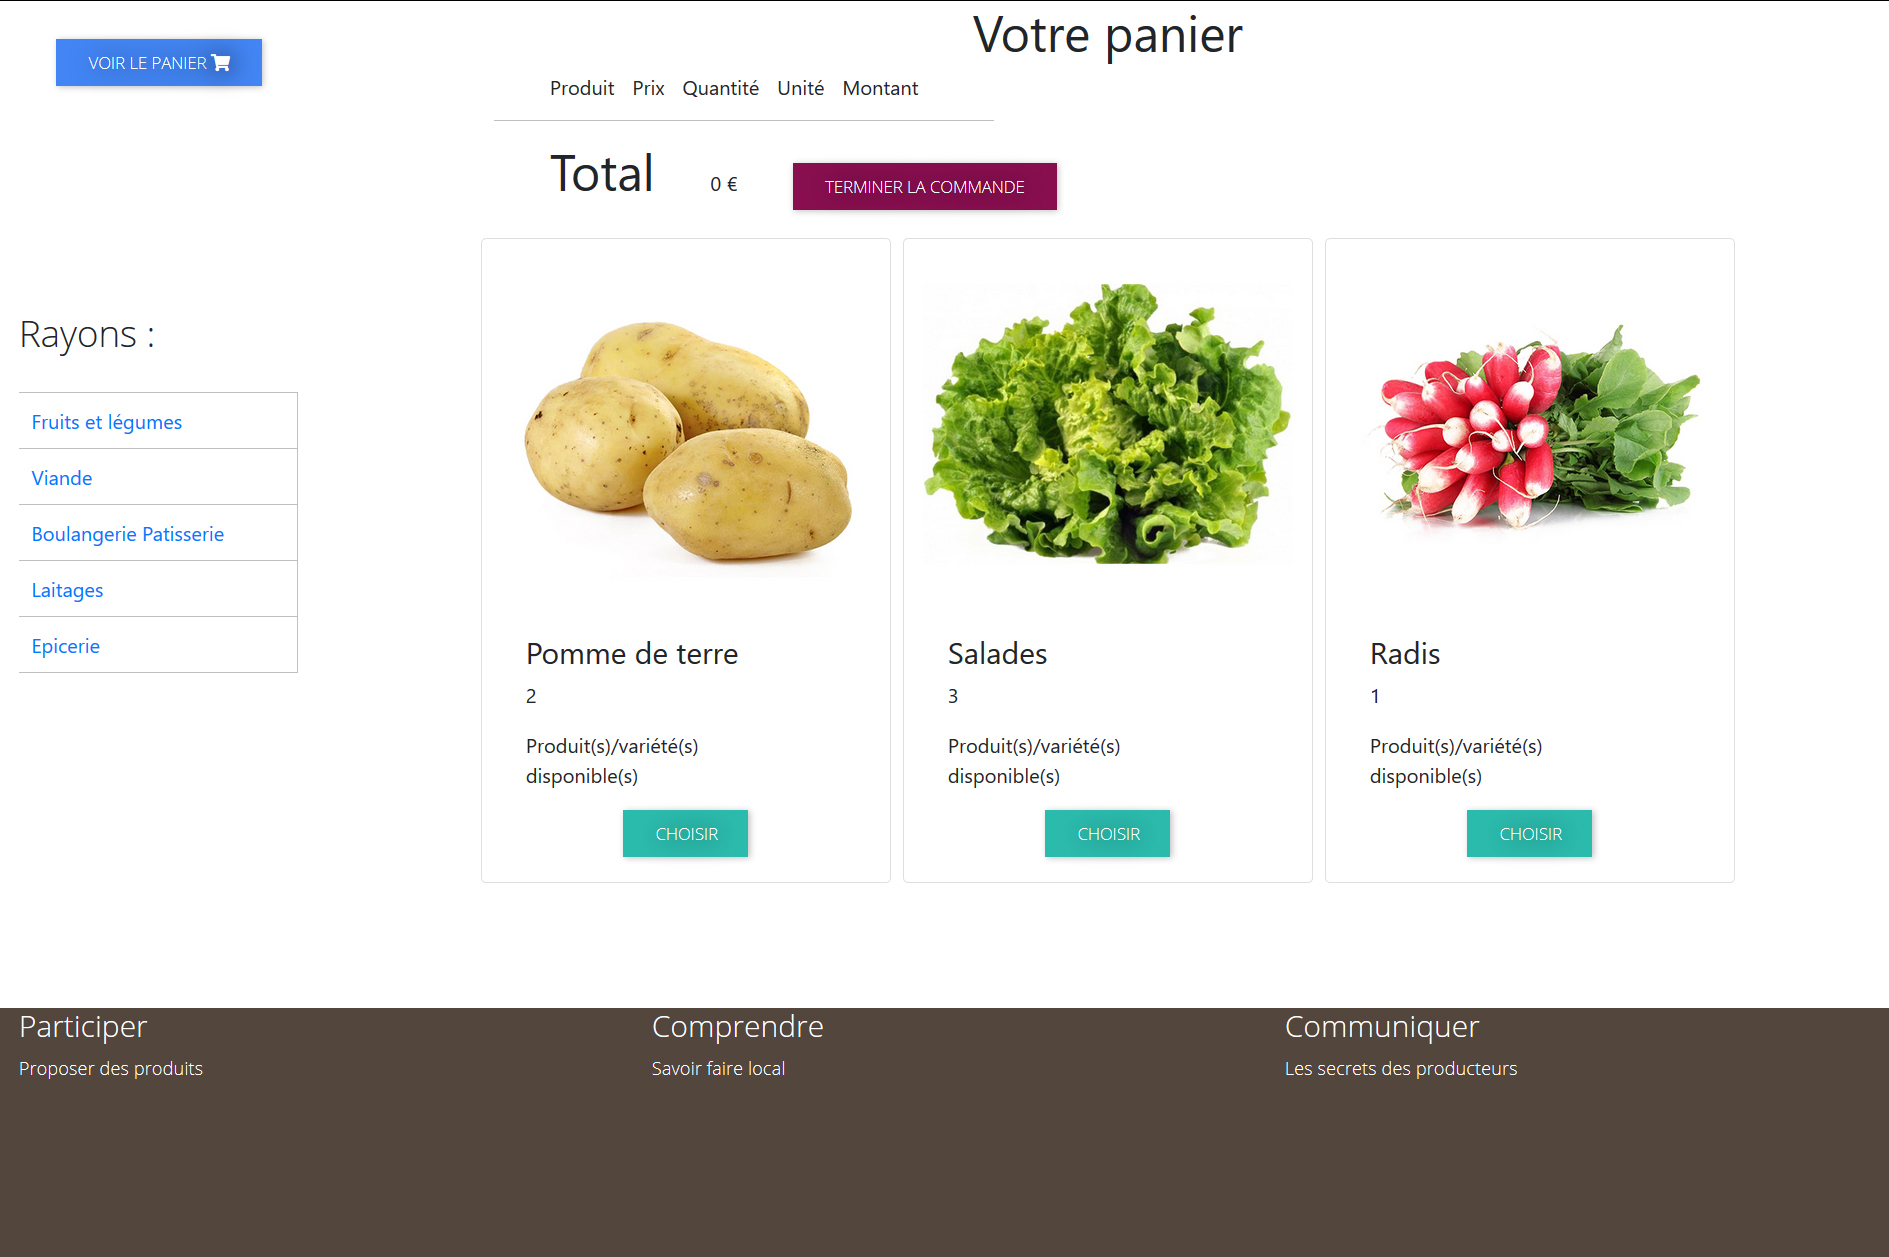 VOIR LE PANIER
Votre panier
Produit Prix Quantité Unité Montant
Total 0 € TERMINER LA COMMANDE
Rayons :
Fruits et légumes
Viande
Boulangerie Patisserie
Laitages
Epicerie
Pomme de terre
2
Produit(s)/variété(s)
disponible(s)
CHOISIR
Salades
3
Produit(s)/variété(s)
disponible(s)
CHOISIR
Radis
1
Produit(s)/variété(s)
disponible(s)
CHOISIR
Participer
Proposer des produits
Comprendre
Savoir faire local
Communiquer
Les secrets des producteurs